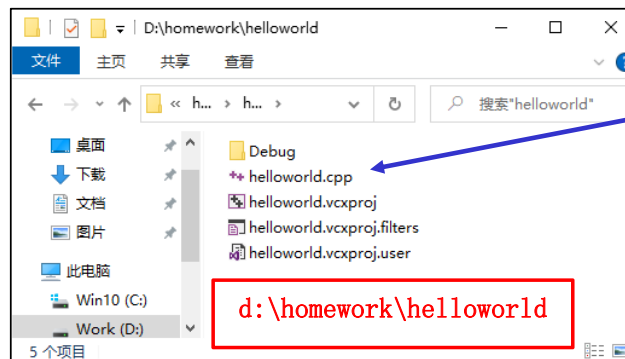 D:\homework\helloworld
文件 主页 共享 查看
« h... › h... › 搜索"helloworld"
桌面
下载
文档
图片
此电脑
Win10 (C:)
Work (D:)
Debug
helloworld.cpp
helloworld.vcxproj
helloworld.vcxproj.filters
helloworld.vcxproj.user
d:\homework\helloworld
5 个项目